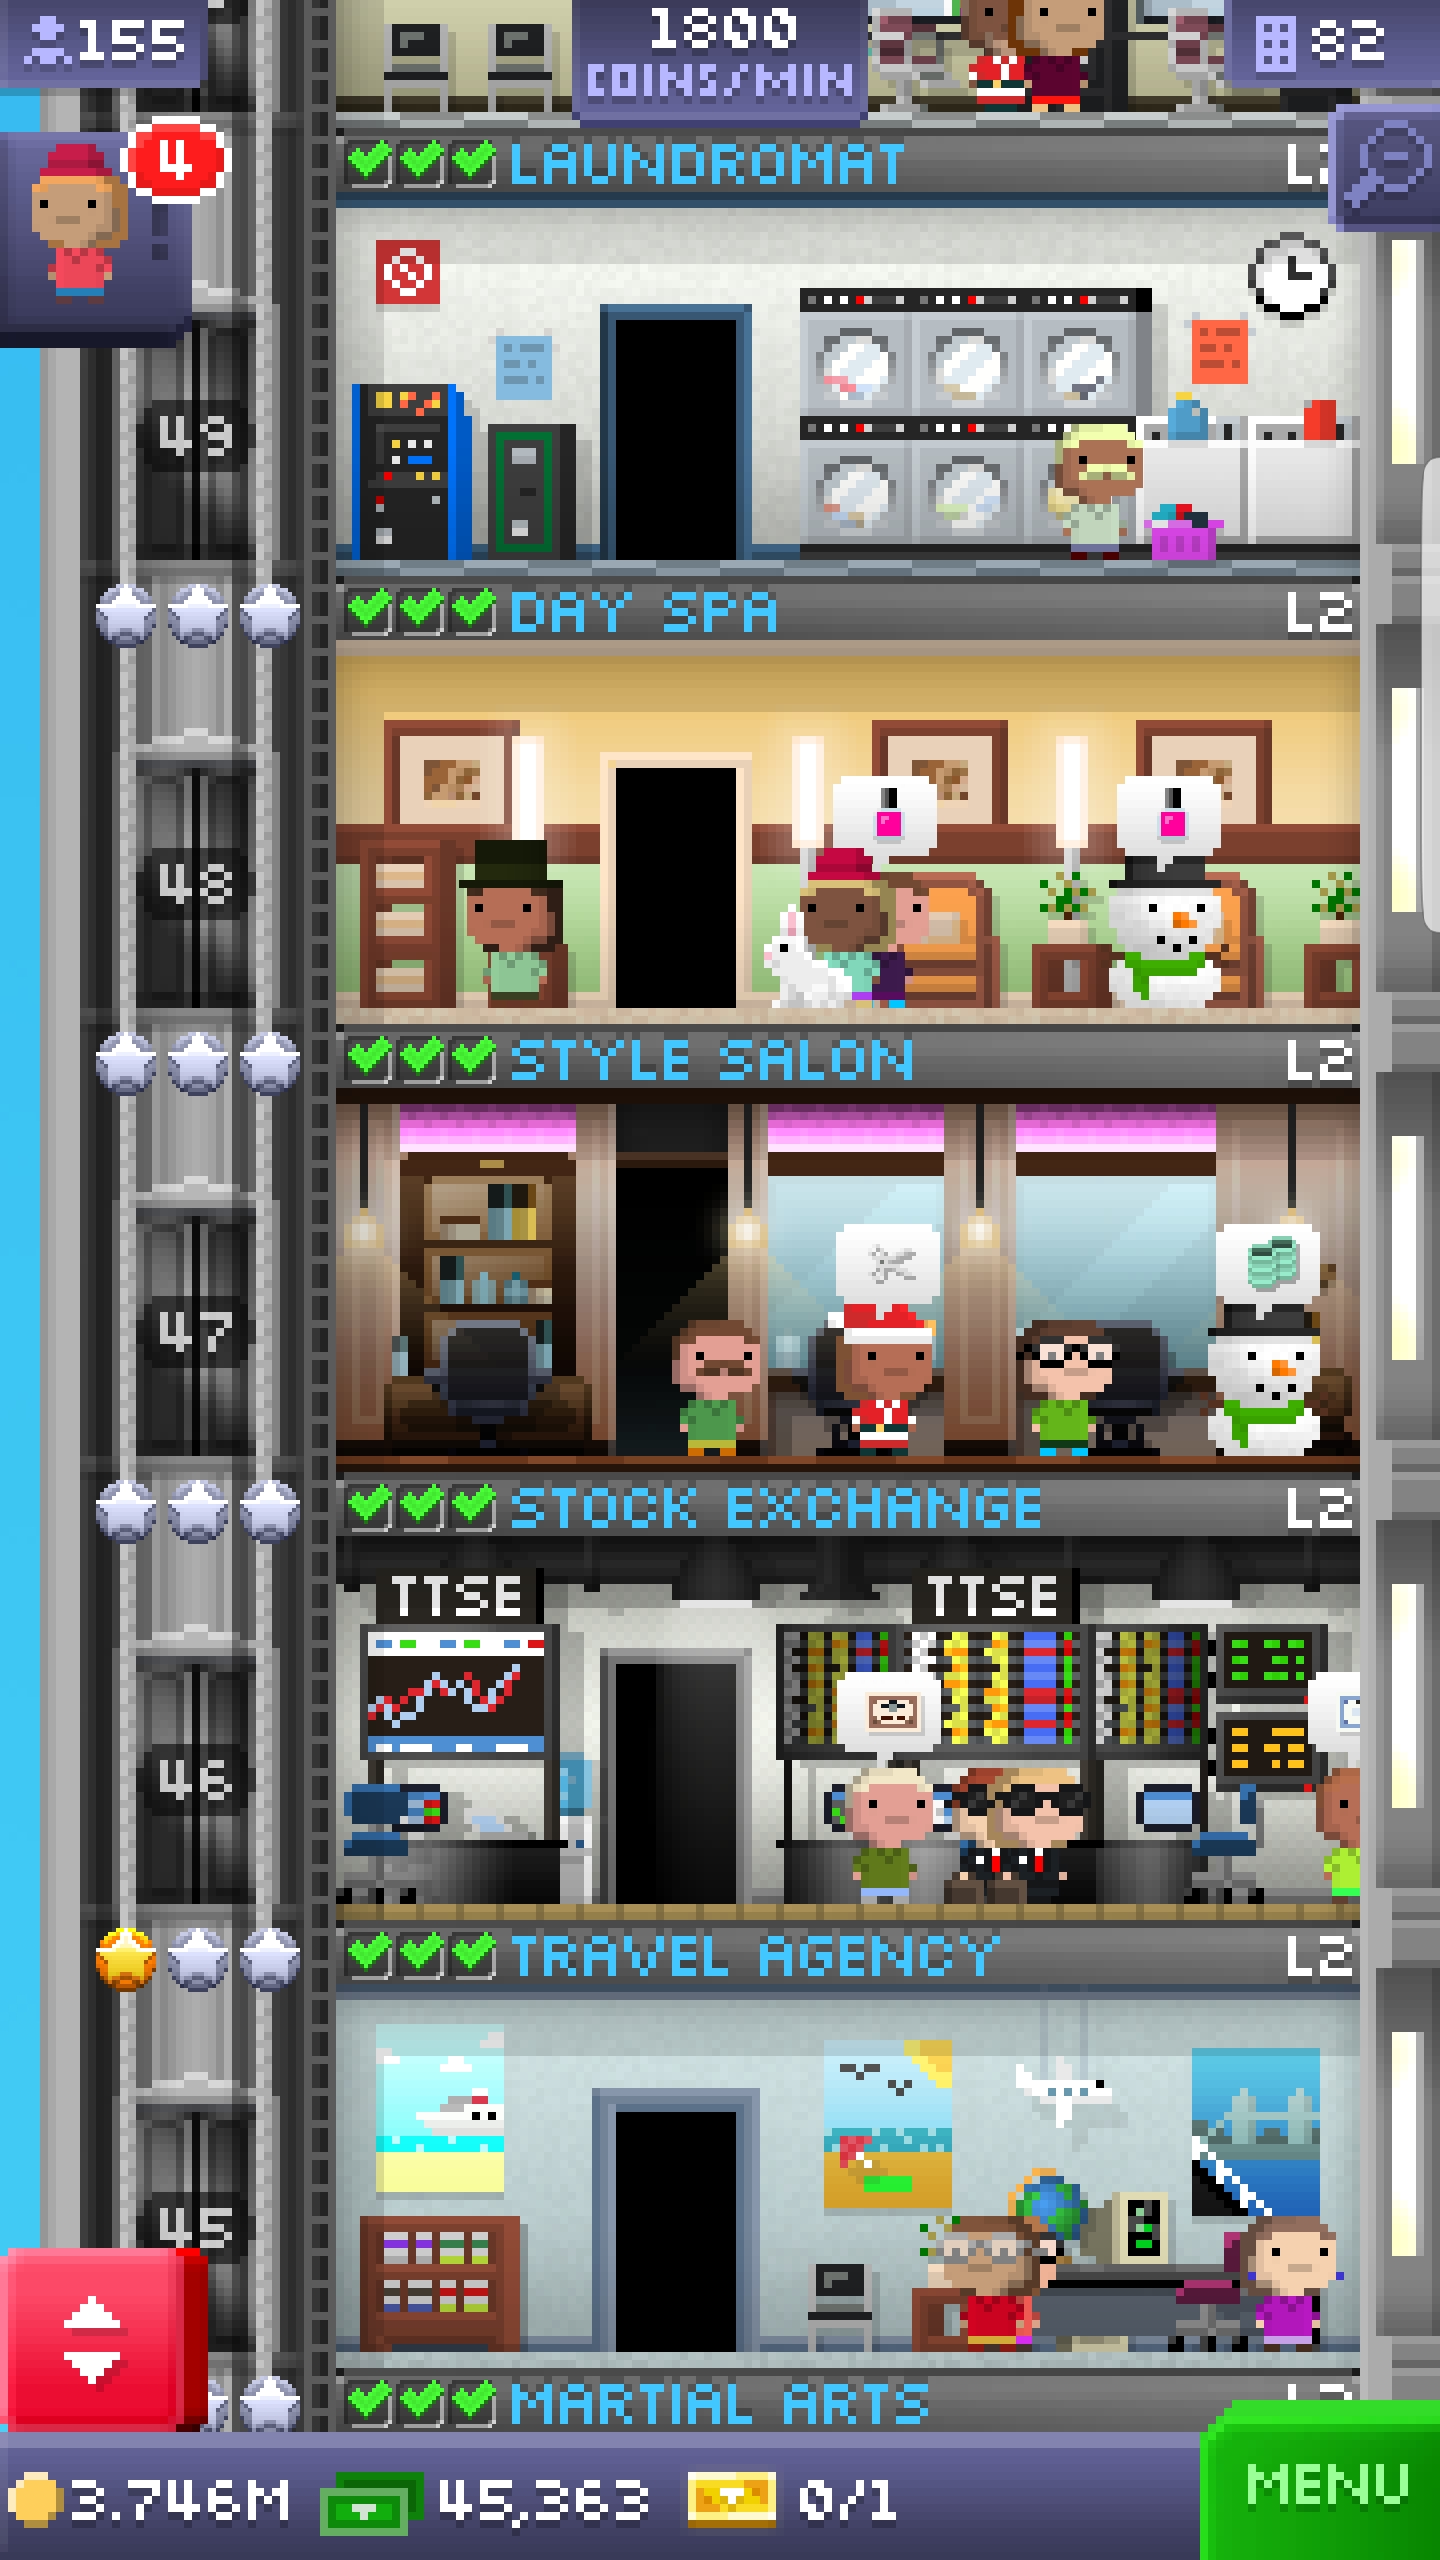 155
1800
COINS/MIN
82
4
LAUNDROMAT
49
DAY SPA L2
48
STYLE SALON L2
47
STOCK EXCHANGE L2
TTSE TTSE
46
TRAVEL AGENCY L2
45
MARTIAL ARTS
3.746M 45,363 0/1 MENU